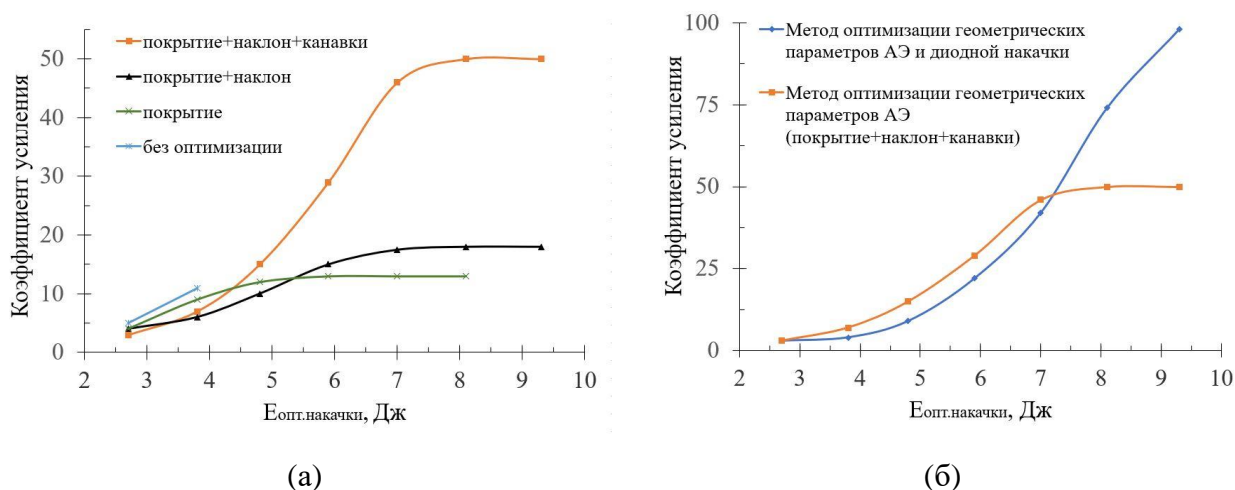 покрытие+наклон+канавки
покрытие+наклон
покрытие
без оптимизации
Коэффициент усиления
50
40
30
20
10
0
2 3 4 5 6 7 8 9 10
Eопт.накачки, Дж
(а)
Метод оптимизации геометрических
параметров АЭ и диодной накачки
Метод оптимизации геометрических
параметров АЭ
(покрытие+наклон+канавки)
Коэффициент усиления
100
75
50
25
0
2 3 4 5 6 7 8 9 10
Eопт.накачки, Дж
(б)